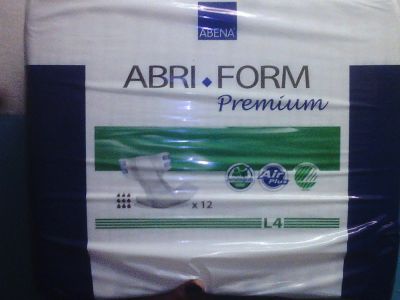 ABENA
ABRI • FORM
Premium
Air
Plus
x 12
L4